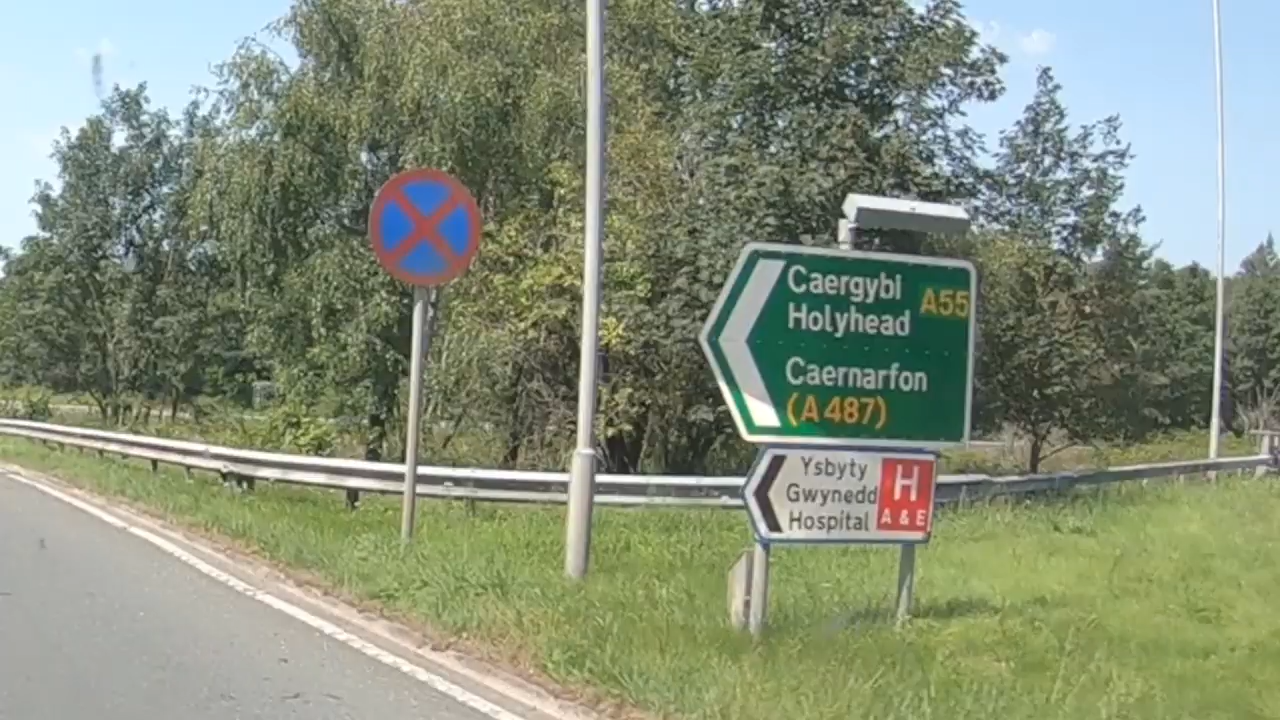 Caergybi
Holyhead
A55
Caernarfon
(A 487)
Ysbyty
Gwynedd
Hospital
H
A & E